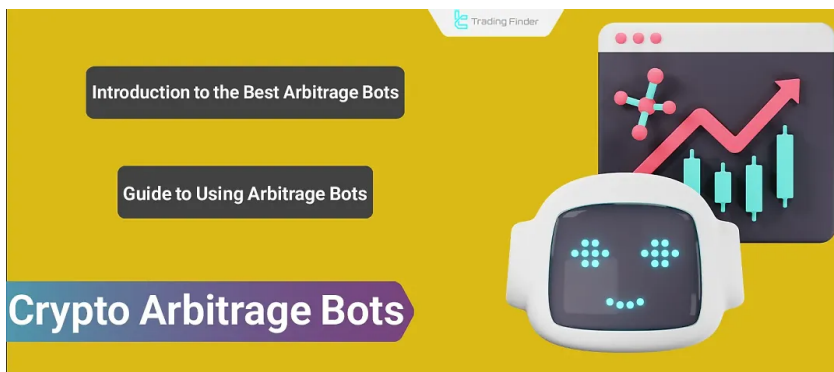 Trading Finder
Introduction to the Best Arbitrage Bots
Guide to Using Arbitrage Bots
Crypto Arbitrage Bots